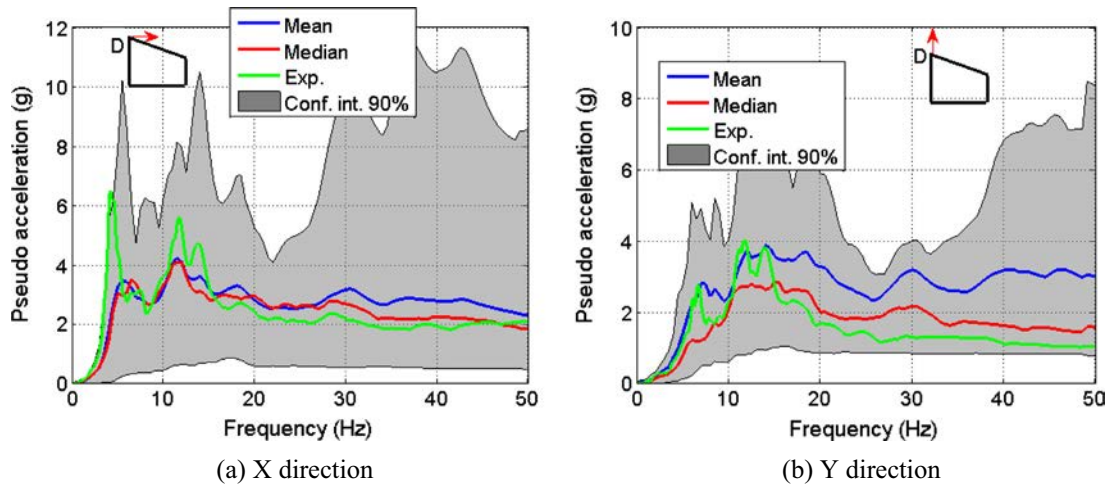 12
10
8
6
4
2
0
Pseudo acceleration (g)
D
Mean
Median
Exp.
Conf. int. 90%
0 10 20 30 40 50
Frequency (Hz)
(a) X direction
10
8
6
4
2
0
Pseudo acceleration (g)
D
Mean
Median
Exp.
Conf. int. 90%
0 10 20 30 40 50
Frequency (Hz)
(b) Y direction